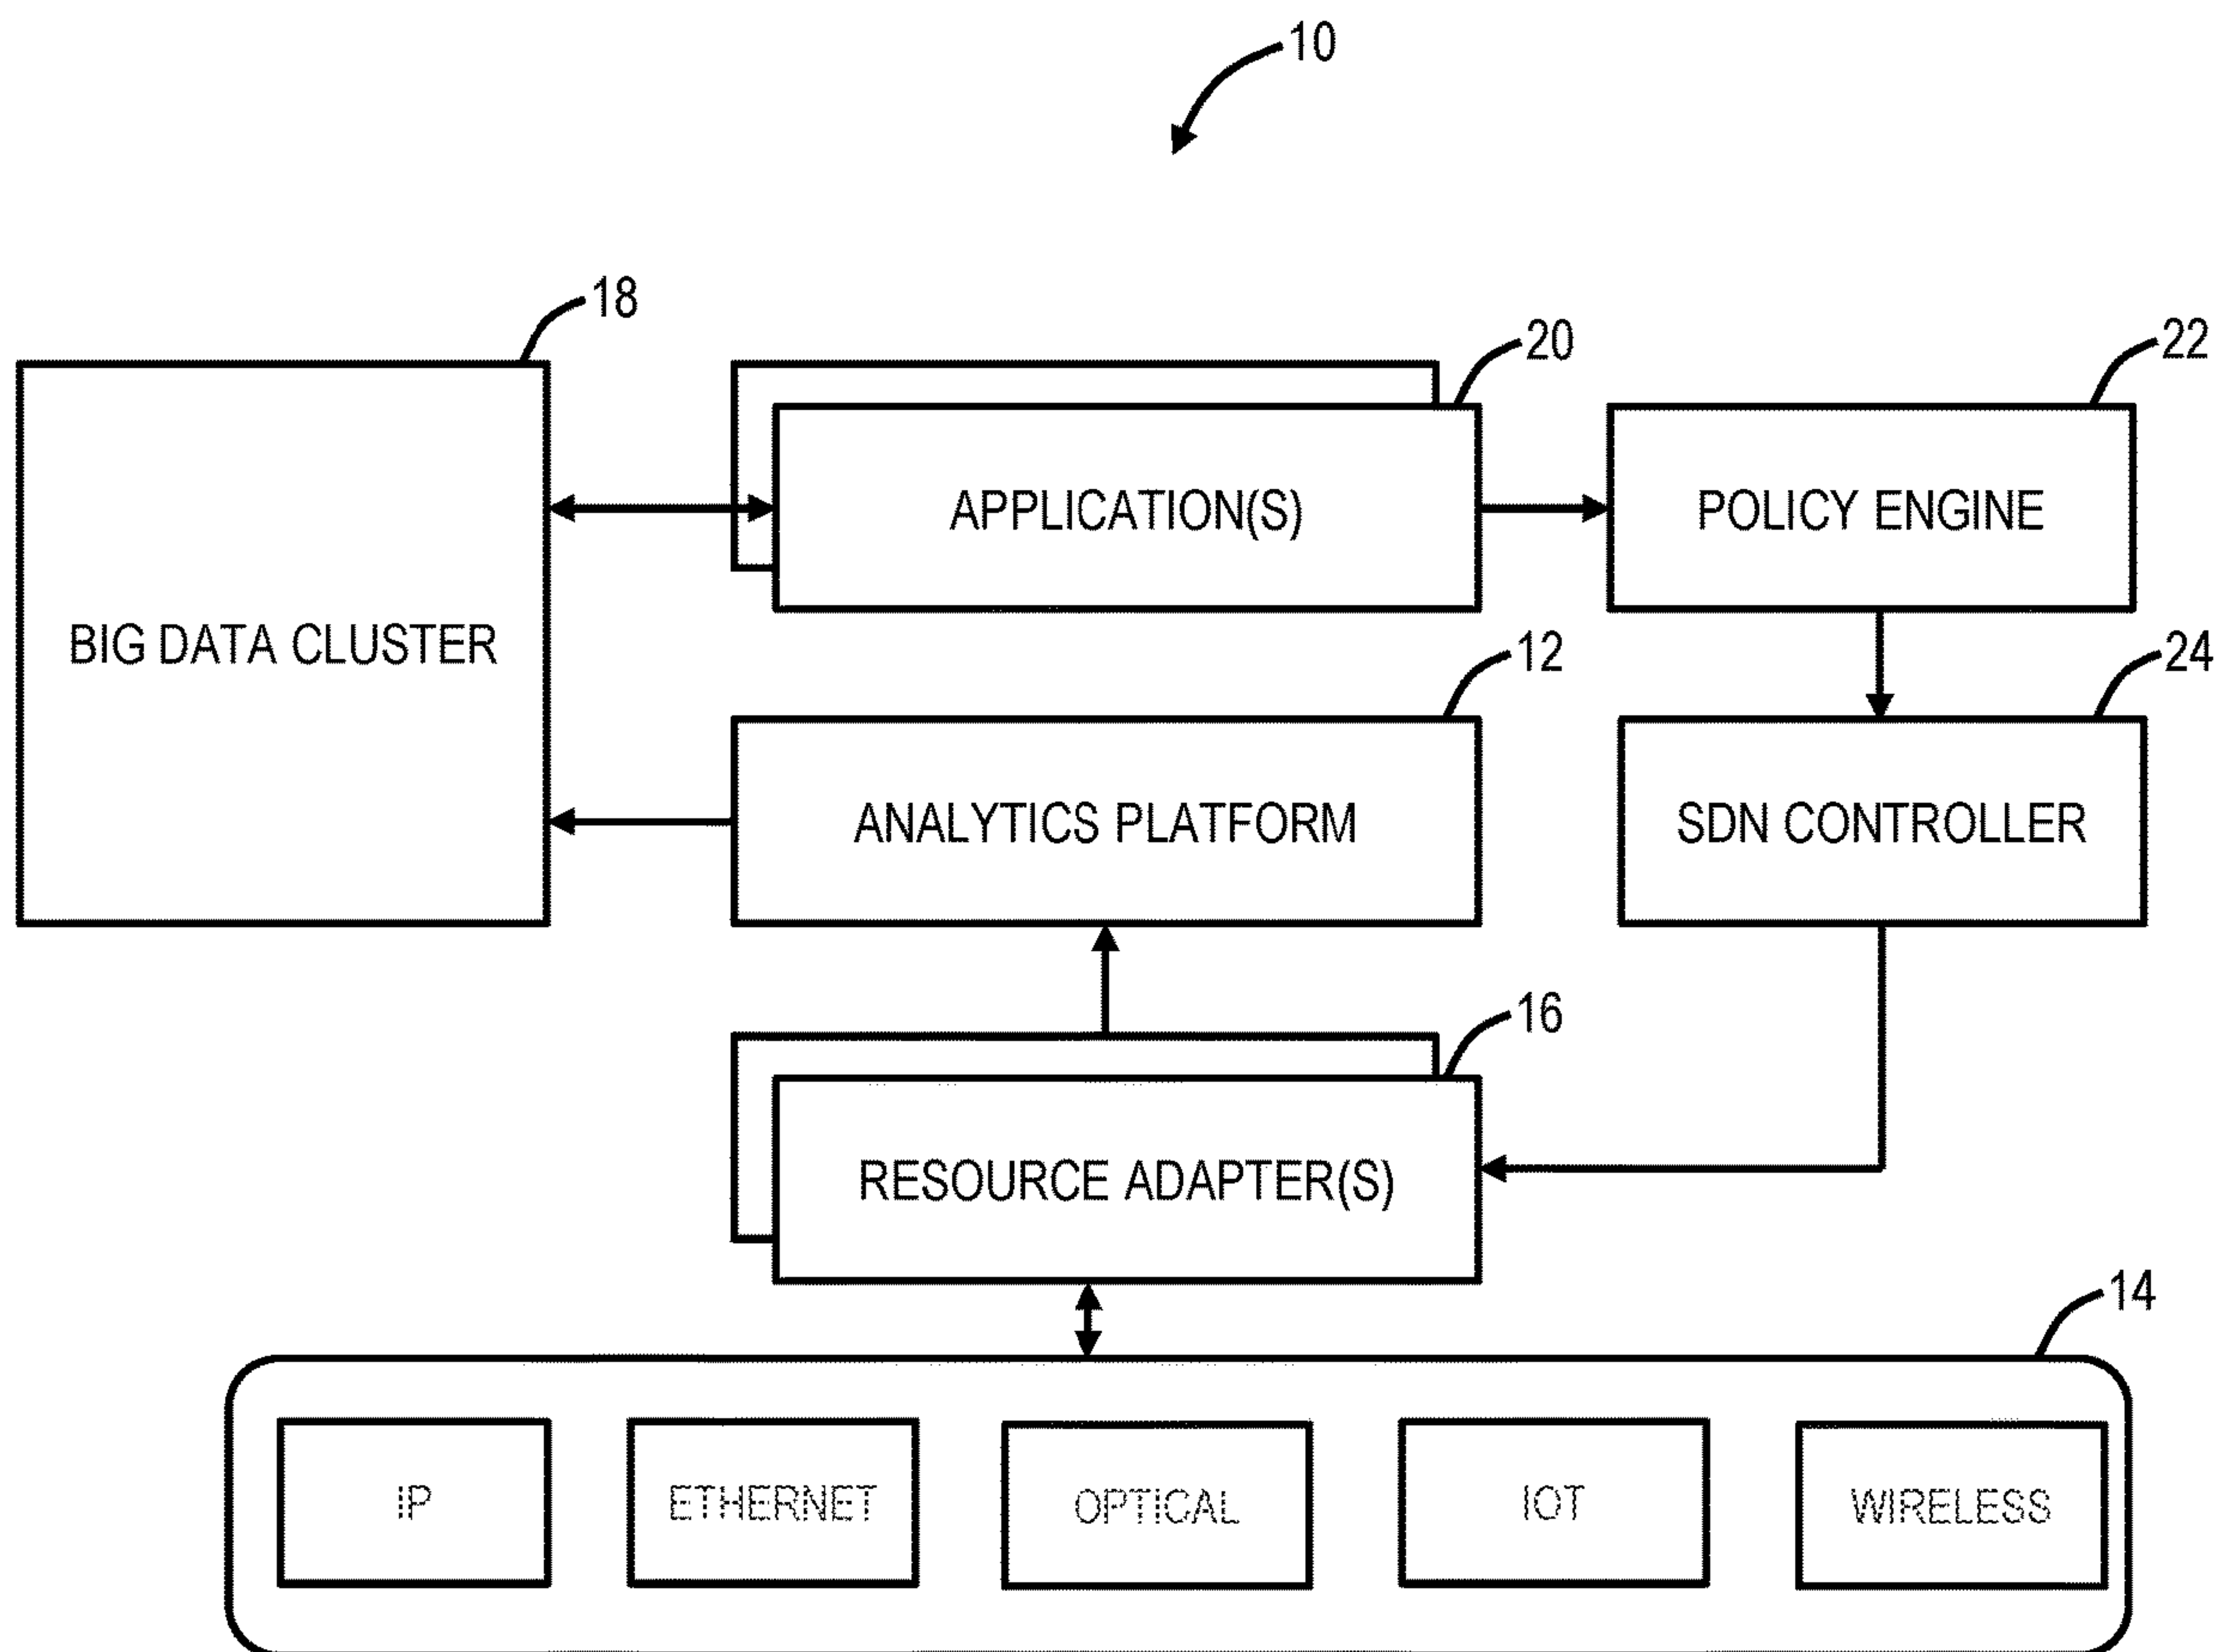 10
18
20
22
APPLICATION(S)
POLICY ENGINE
BIG DATA CLUSTER
12
24
ANALYTICS PLATFORM
SDN CONTROLLER
16
RESOURCE ADAPTER(S)
14
IP
ETHERNET
OPTICAL
IOT
WIRELESS